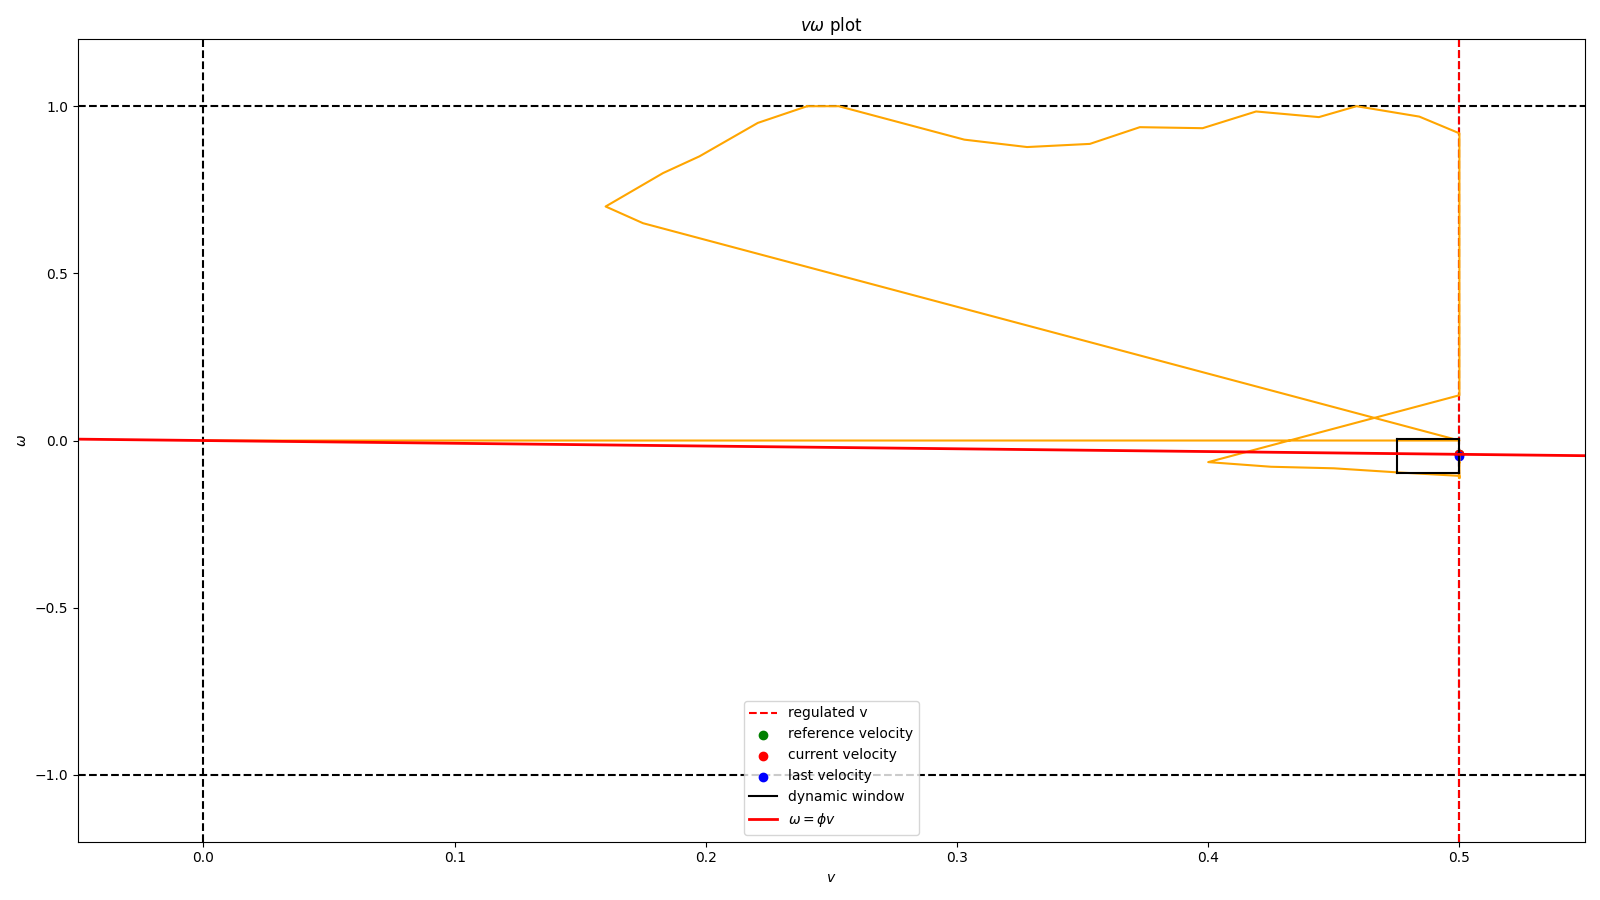 vω plot
1.0
0.5
0.0
−0.5
−1.0
ω
0.0 0.1 0.2 0.3 0.4 0.5
v
regulated v
reference velocity
current velocity
last velocity
dynamic window
ω = ϕv